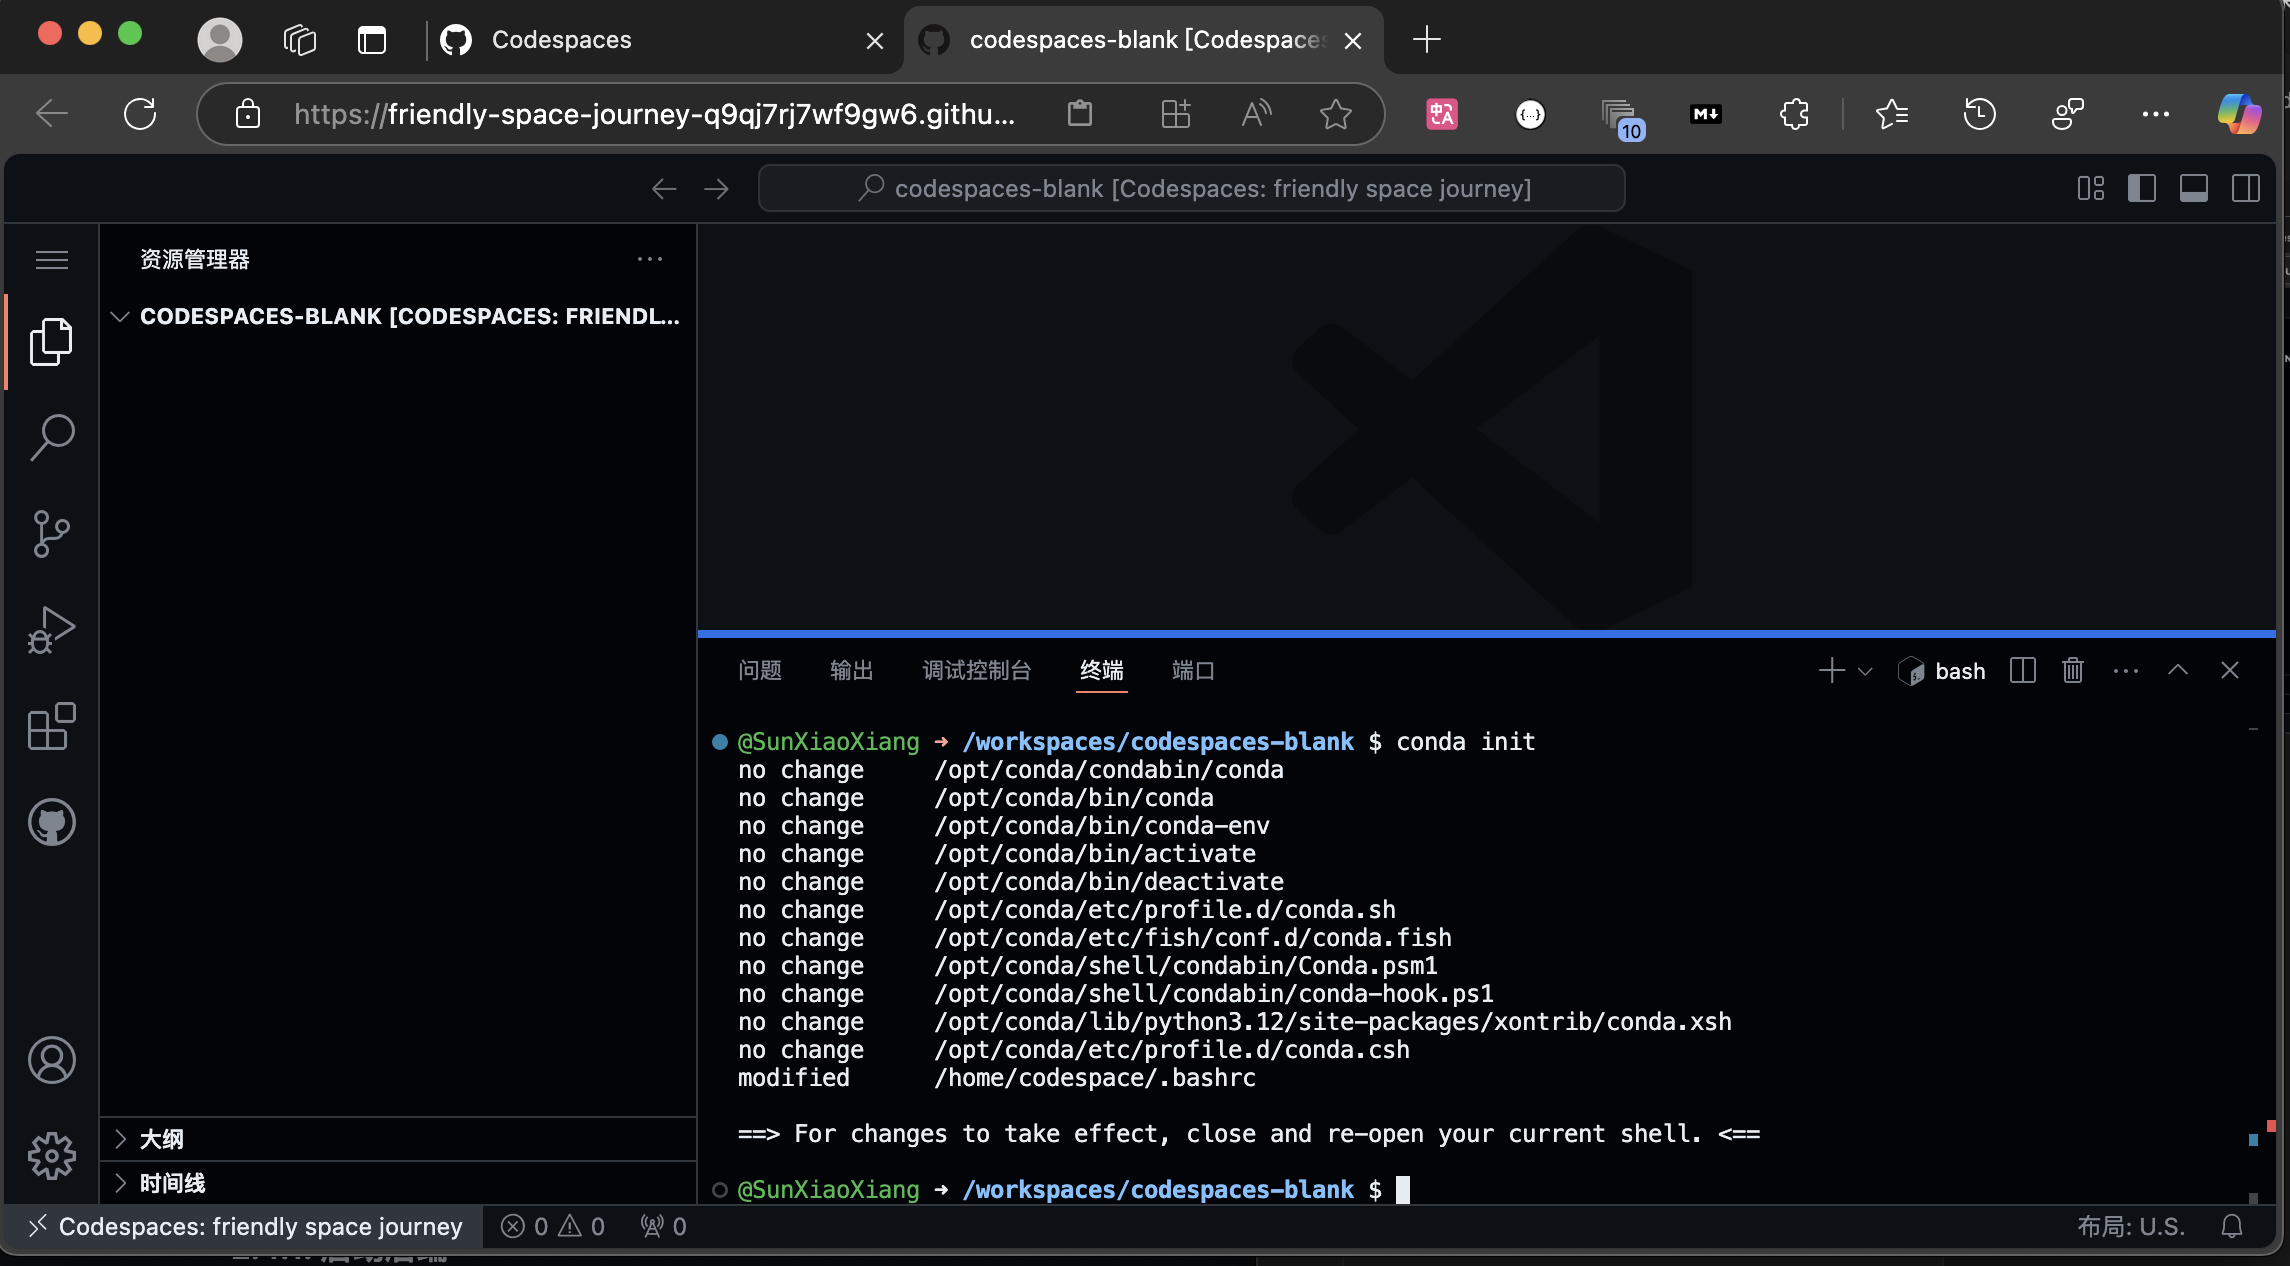 Codespaces
codespaces-blank [Codespaces
https://friendly-space-journey-q9qj7rj7wf9gw6.githu...
10
codespaces-blank [Codespaces: friendly space journey]
资源管理器
CODESPACES-BLANK [CODESPACES: FRIENDL...
问题 输出 调试控制台 终端 端口 bash
@SunXiaoXiang ➜ /workspaces/codespaces-blank $ conda init
no change     /opt/conda/condabin/conda
no change     /opt/conda/bin/conda
no change     /opt/conda/bin/conda-env
no change     /opt/conda/bin/activate
no change     /opt/conda/bin/deactivate
no change     /opt/conda/etc/profile.d/conda.sh
no change     /opt/conda/etc/fish/conf.d/conda.fish
no change     /opt/conda/shell/condabin/Conda.psm1
no change     /opt/conda/shell/condabin/conda-hook.ps1
no change     /opt/conda/lib/python3.12/site-packages/xontrib/conda.xsh
no change     /opt/conda/etc/profile.d/conda.csh
modified      /home/codespace/.bashrc
==> For changes to take effect, close and re-open your current shell. <==
@SunXiaoXiang ➜ /workspaces/codespaces-blank $
大纲
时间线
Codespaces: friendly space journey 0 0 0 布局: U.S.